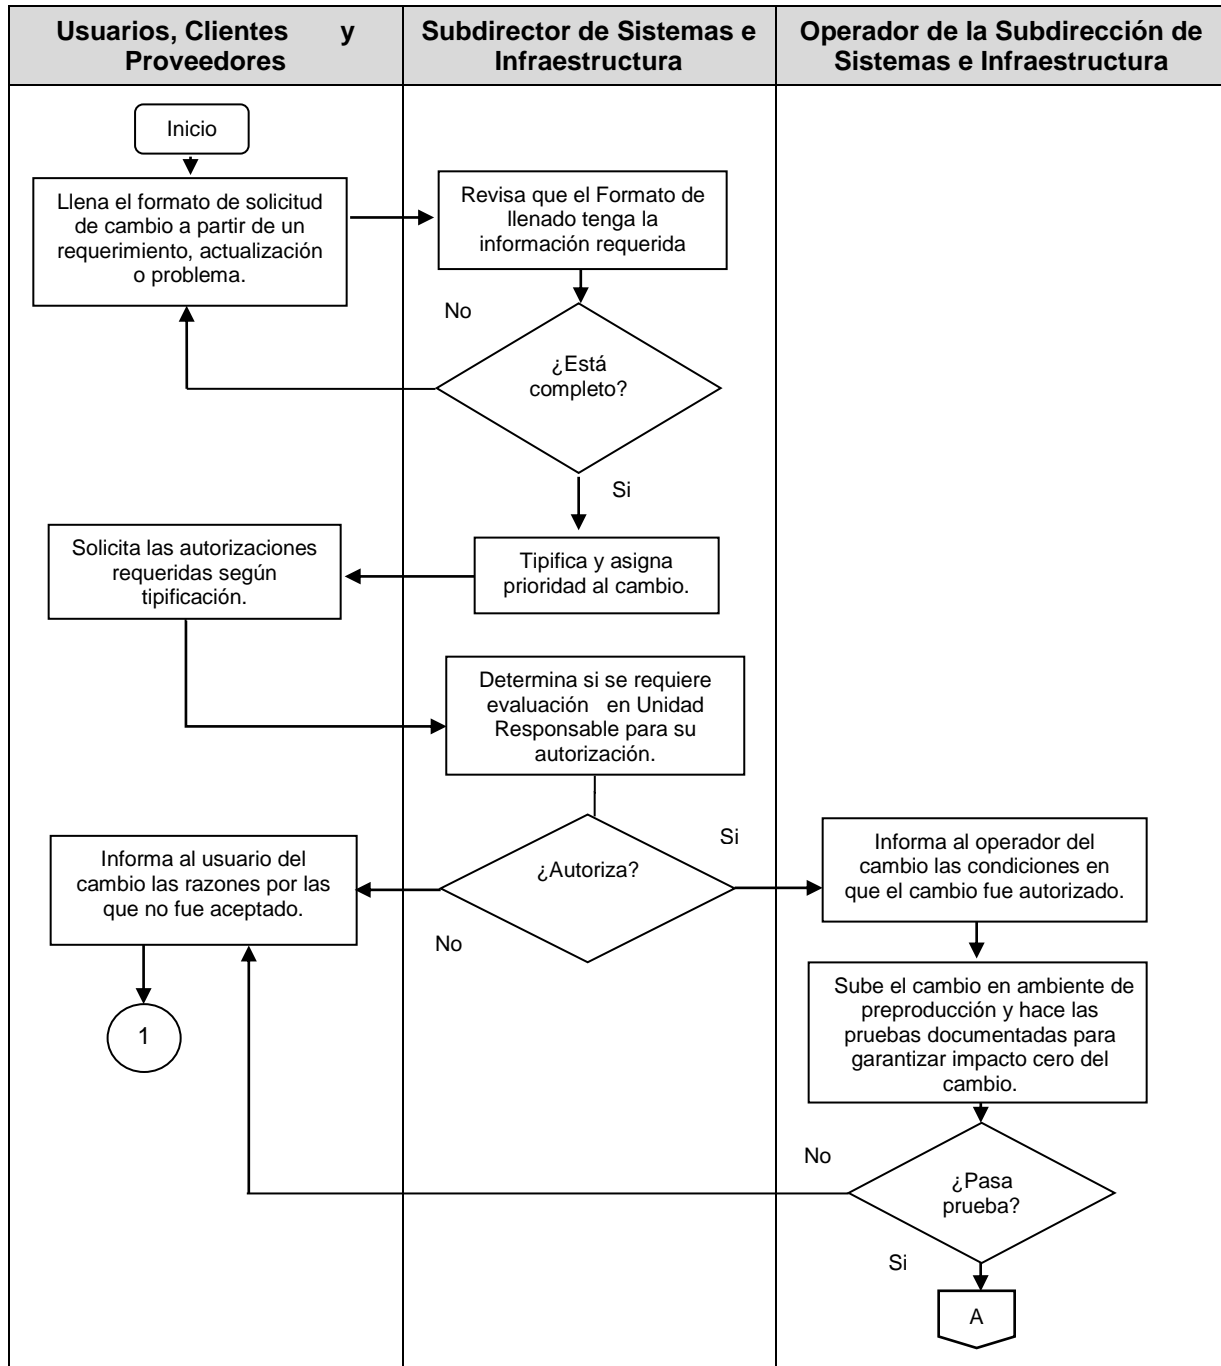 Usuarios, Clientes y
Proveedores
Subdirector de Sistemas e
Infraestructura
Operador de la Subdirección de
Sistemas e Infraestructura
Inicio
Llena el formato de solicitud
de cambio a partir de un
requerimiento, actualización
o problema.
Revisa que el Formato de
llenado tenga la
información requerida
No
¿Está
completo?
Si
Solicita las autorizaciones
requeridas según
tipificación.
Tipifica y asigna
prioridad al cambio.
Determina si se requiere
evaluación en Unidad
Responsable para su
autorización.
Informa al usuario del
cambio las razones por las
que no fue aceptado.
¿Autoriza?
Si
No
Informa al operador del
cambio las condiciones en
que el cambio fue autorizado.
1
Sube el cambio en ambiente de
preproducción y hace las
pruebas documentadas para
garantizar impacto cero del
cambio.
No
¿Pasa
prueba?
Si
A